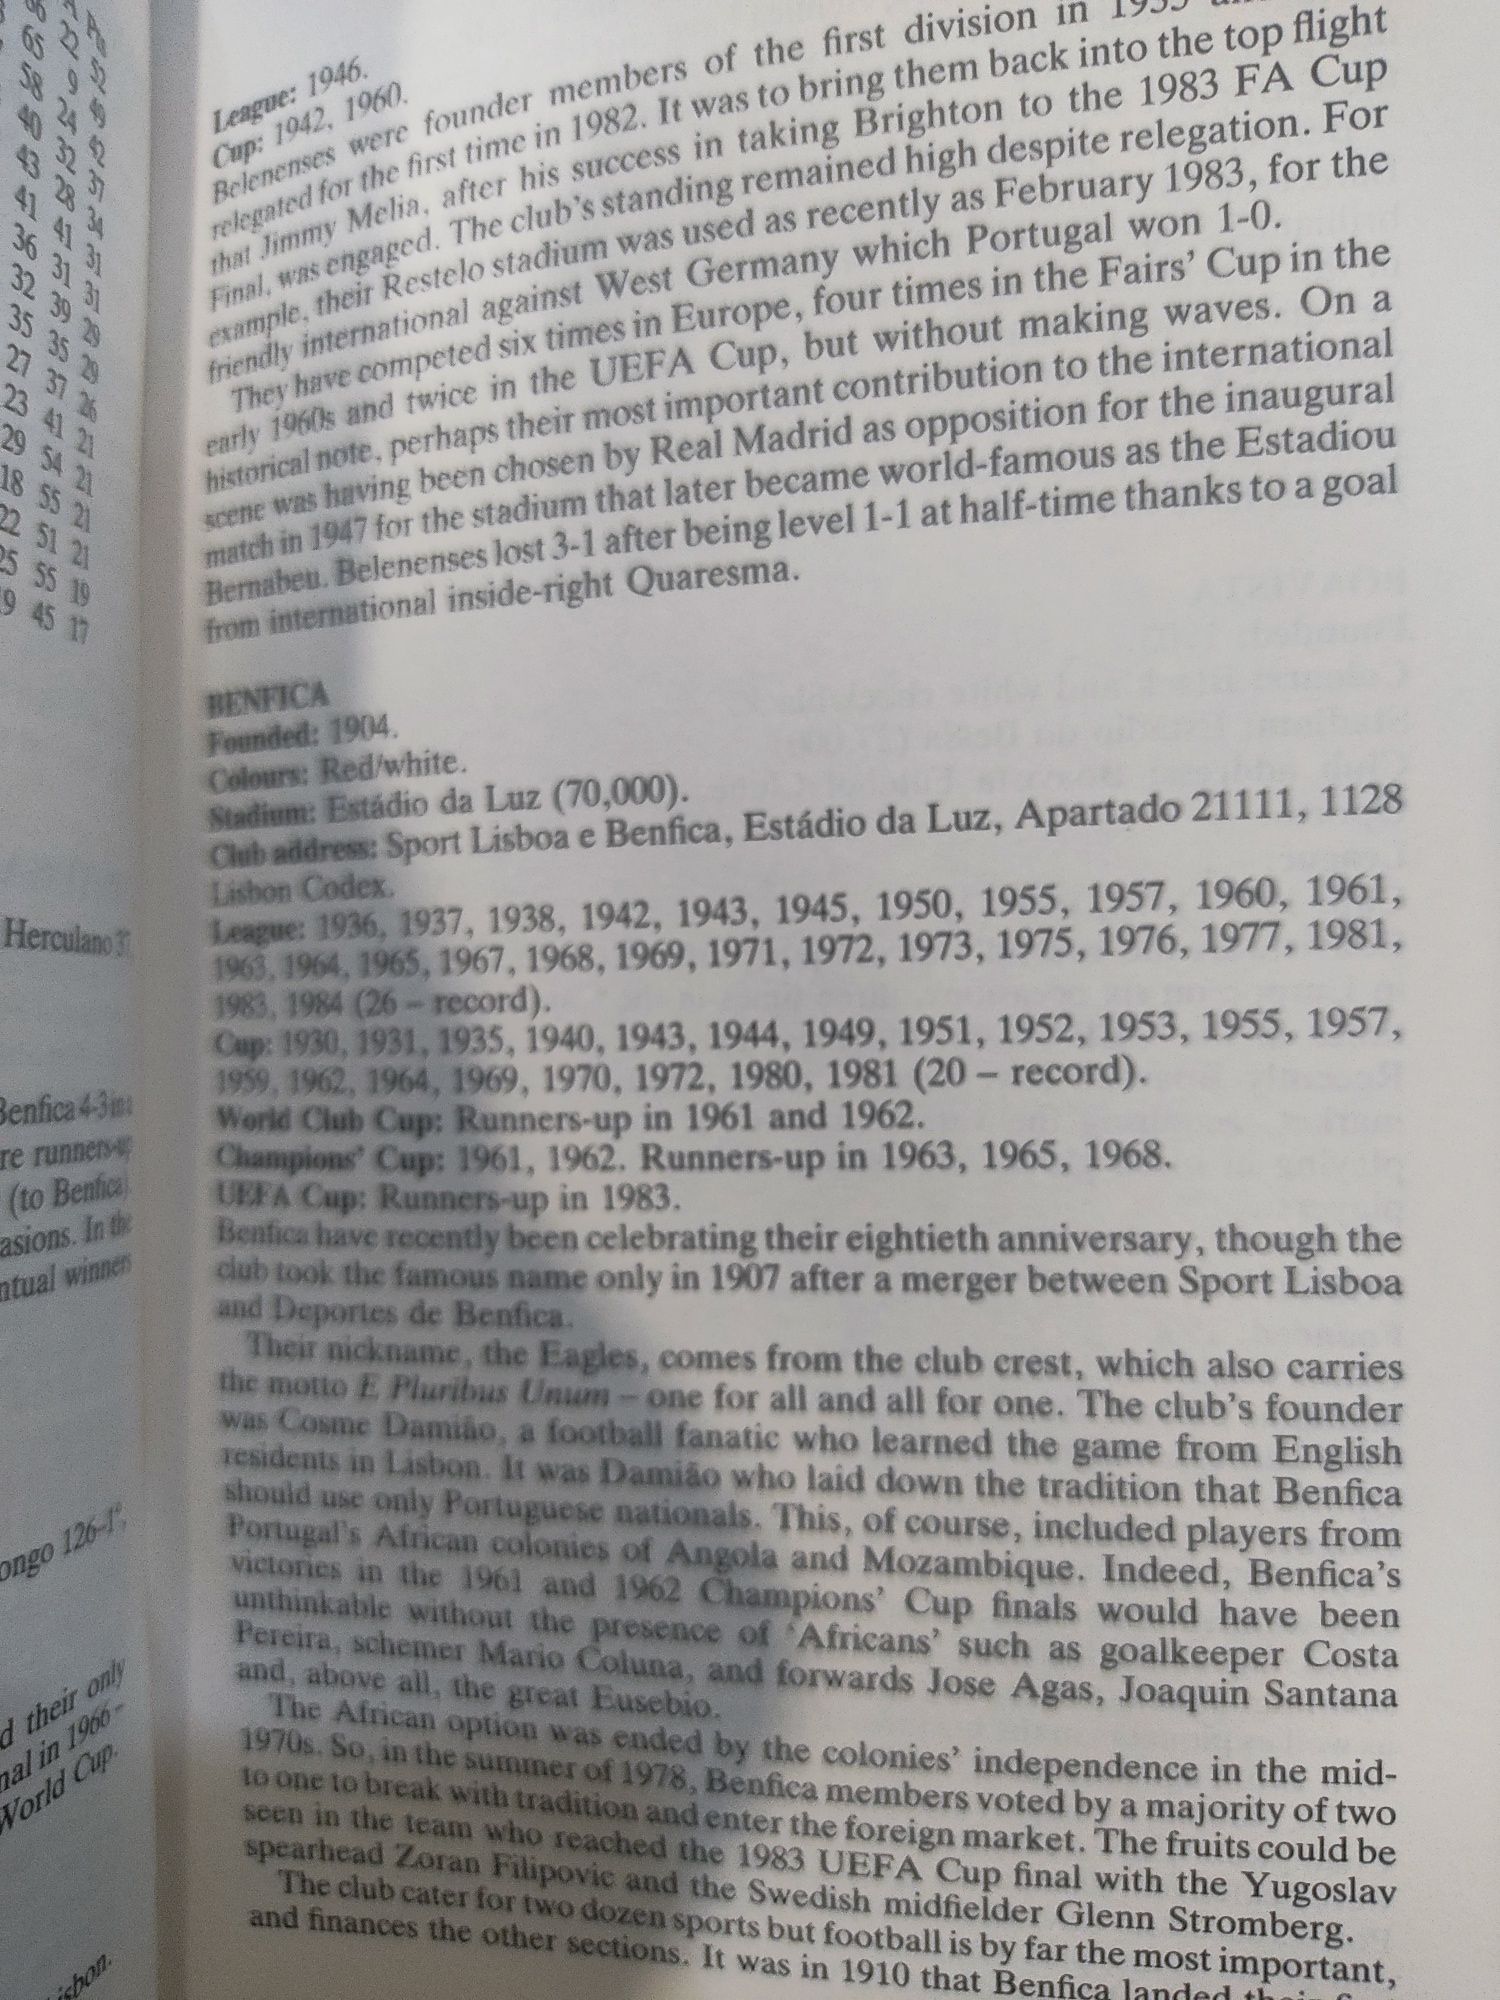 League: 1946.
Cup: 1942, 1960.
Belenenses were founder members of the first division in
relegated for the first time in 1982. It was to bring them back into the top flight
that Jimmy Melia, after his success in taking Brighton to the 1983 FA Cup
Final, was engaged. The club's standing remained high despite relegation. For
example, their Restelo stadium was used as recently as February 1983, for the
friendly international against West Germany which Portugal won 1-0.
They have competed six times in Europe, four times in the Fairs' Cup in the
early 1960s and twice in the UEFA Cup, but without making waves. On a
historical note, perhaps their most important contribution to the international
scene was having been chosen by Real Madrid as opposition for the inaugural
match in 1947 for the stadium that later became world-famous as the Estadiou
Bernabeu. Belenenses lost 3-1 after being level 1-1 at half-time thanks to a goal
from international inside-right Quaresma.
BENFICA
Founded: 1904.
Colours: Red/white.
Stadium: Estádio da Luz (70,000).
Club address: Sport Lisboa e Benfica, Estádio da Luz, Apartado 21111, 1128
Lisbon Codex.
League: 1936, 1937, 1938, 1942, 1943, 1945, 1950, 1955, 1957, 1960, 1961,
1963, 1964, 1965, 1967, 1968, 1969, 1971, 1972, 1973, 1975, 1976, 1977, 1981,
1983, 1984 (26 – record).
Cup: 1930, 1931, 1935, 1940, 1943, 1944, 1949, 1951, 1952, 1953, 1955, 1957,
1959, 1962, 1964, 1969, 1970, 1972, 1980, 1981 (20 – record).
World Club Cup: Runners-up in 1961 and 1962.
Champions' Cup: 1961, 1962. Runners-up in 1963, 1965, 1968.
UEFA Cup: Runners-up in 1983.
Benfica have recently been celebrating their eightieth anniversary, though the
club took the famous name only in 1907 after a merger between Sport Lisboa
and Deportes de Benfica.
Their nickname, the Eagles, comes from the club crest, which also carries
the motto E Pluribus Unum – one for all and all for one. The club's founder
was Cosme Damião, a football fanatic who learned the game from English
residents in Lisbon. It was Damião who laid down the tradition that Benfica
should use only Portuguese nationals. This, of course, included players from
Portugal's African colonies of Angola and Mozambique. Indeed, Benfica's
victories in the 1961 and 1962 Champions' Cup finals would have been
unthinkable without the presence of 'Africans' such as goalkeeper Costa
Pereira, schemer Mario Coluna, and forwards Jose Agas, Joaquin Santana
and, above all, the great Eusebio.
The African option was ended by the colonies' independence in the mid-
1970s. So, in the summer of 1978, Benfica members voted by a majority of two
to one to break with tradition and enter the foreign market. The fruits could be
seen in the team who reached the 1983 UEFA Cup final with the Yugoslav
spearhead Zoran Filipovic and the Swedish midfielder Glenn Stromberg.
The club cater for two dozen sports but football is by far the most important,
and finances the other sections. It was in 1910 that Benfica landed